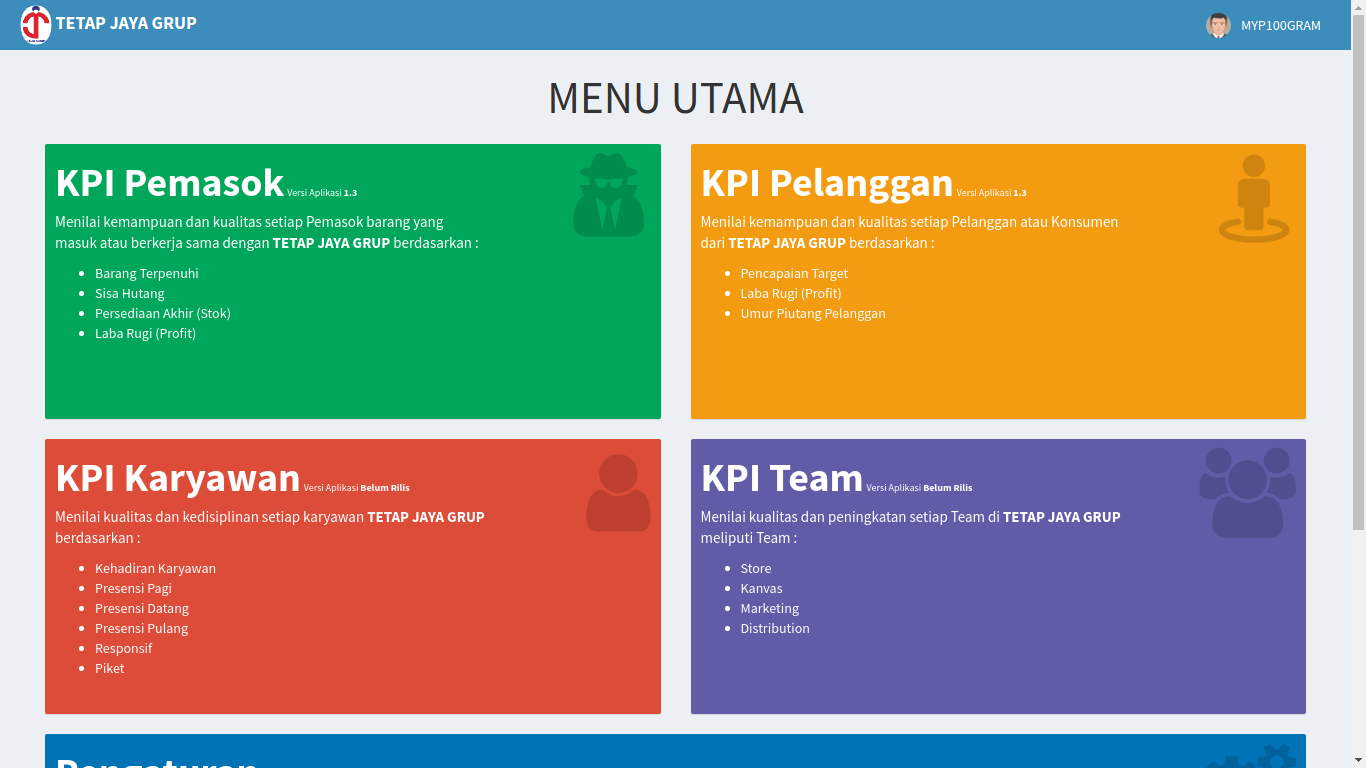 TETAP JAYA GRUP
MYP100GRAM
MENU UTAMA
KPI Pemasok Versi Aplikasi 1.3
Menilai kemampuan dan kualitas setiap Pemasok barang yang
masuk atau berkerja sama dengan TETAP JAYA GRUP berdasarkan :
Barang Terpenuhi
Sisa Hutang
Persediaan Akhir (Stok)
Laba Rugi (Profit)
KPI Pelanggan Versi Aplikasi 1.3
Menilai kemampuan dan kualitas setiap Pelanggan atau Konsumen
dari TETAP JAYA GRUP berdasarkan :
Pencapaian Target
Laba Rugi (Profit)
Umur Piutang Pelanggan
KPI Karyawan Versi Aplikasi Belum Rilis
Menilai kualitas dan kedisiplinan setiap karyawan TETAP JAYA GRUP
berdasarkan :
Kehadiran Karyawan
Presensi Pagi
Presensi Datang
Presensi Pulang
Responsif
Piket
KPI Team Versi Aplikasi Belum Rilis
Menilai kualitas dan peningkatan setiap Team di TETAP JAYA GRUP
meliputi Team :
Store
Kanvas
Marketing
Distribution
Pengaturan